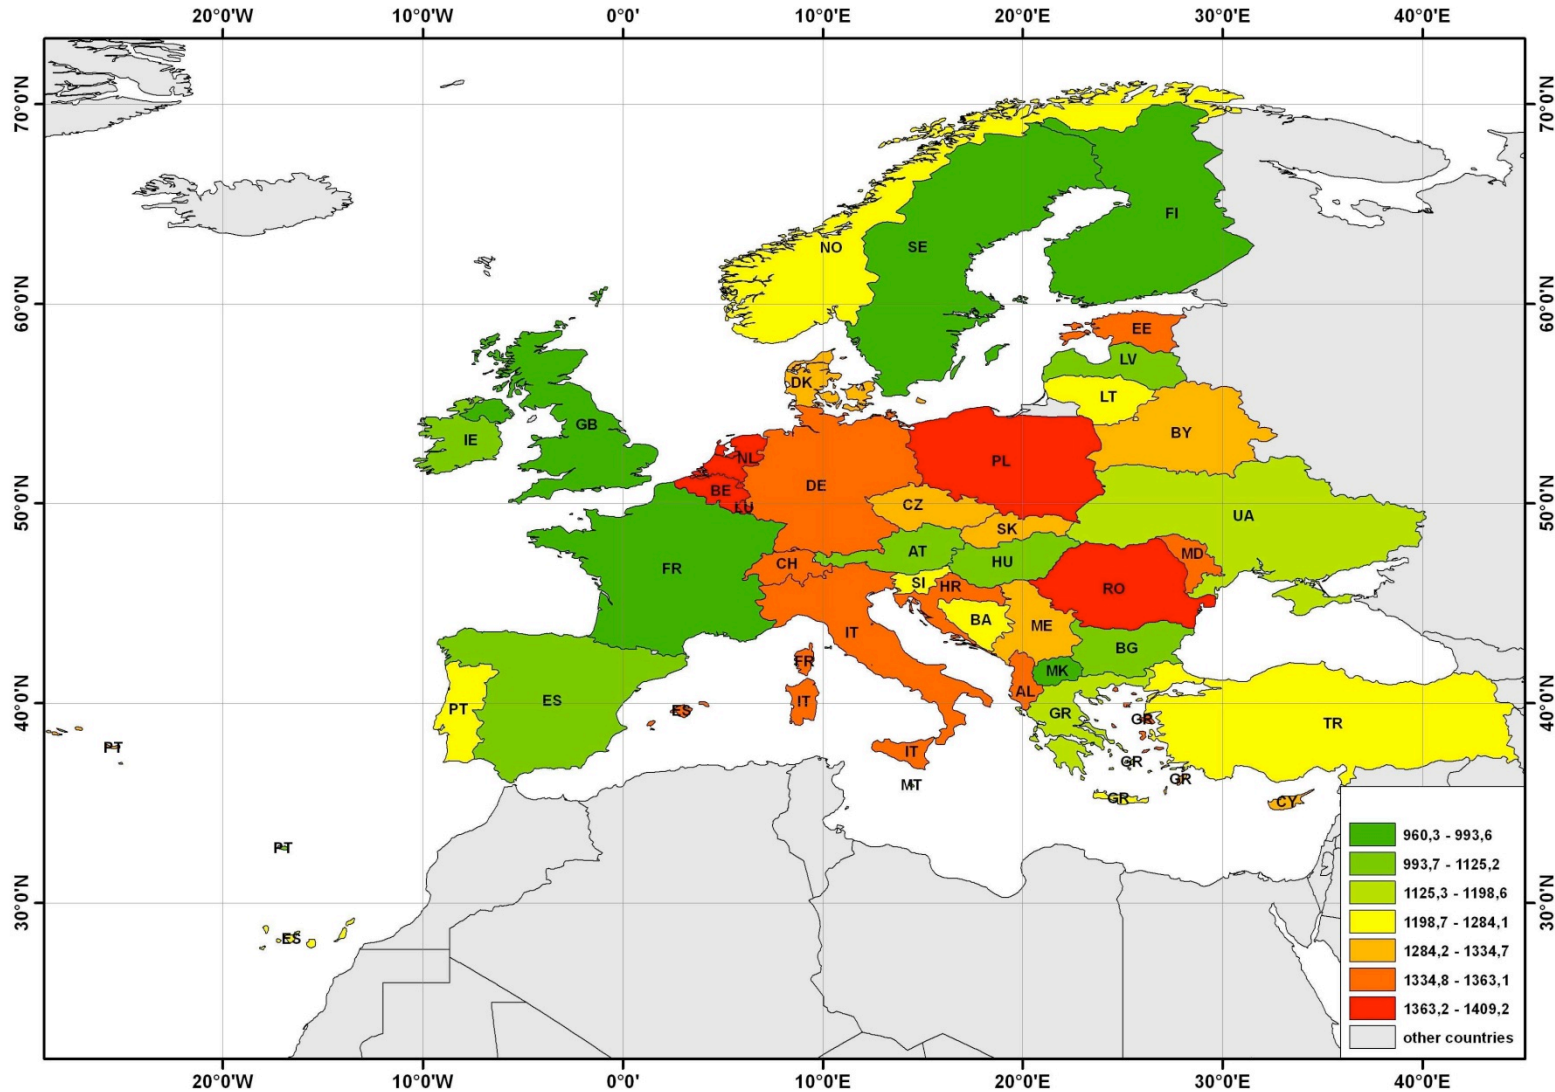 20°0'W 10°0'W 0°0' 10°0'E 20°0'E 30°0'E 40°0'E
70°0'N 70°0'N
60°0'N 60°0'N
50°0'N 50°0'N
40°0'N 40°0'N
30°0'N 30°0'N
FI
NO SE
EE
LV
DK
LT
GB
IE
BY
NL
PL
DE
BE
CZ
LU
UA
SK
AT
MD
HU
CH
FR
SI
HR
RO
BA
ME
IT
BG
FR
MK
AL
ES
IT
PT
ES
GR
GR
TR
PT
IT
GR
GR
MT
GR
CY
PT
ES
960,3 - 993,6
993,7 - 1125,2
1125,3 - 1198,6
1198,7 - 1284,1
1284,2 - 1334,7
1334,8 - 1363,1
1363,2 - 1409,2
other countries
20°0'W 10°0'W 0°0' 10°0'E 20°0'E 30°0'E 40°0'E